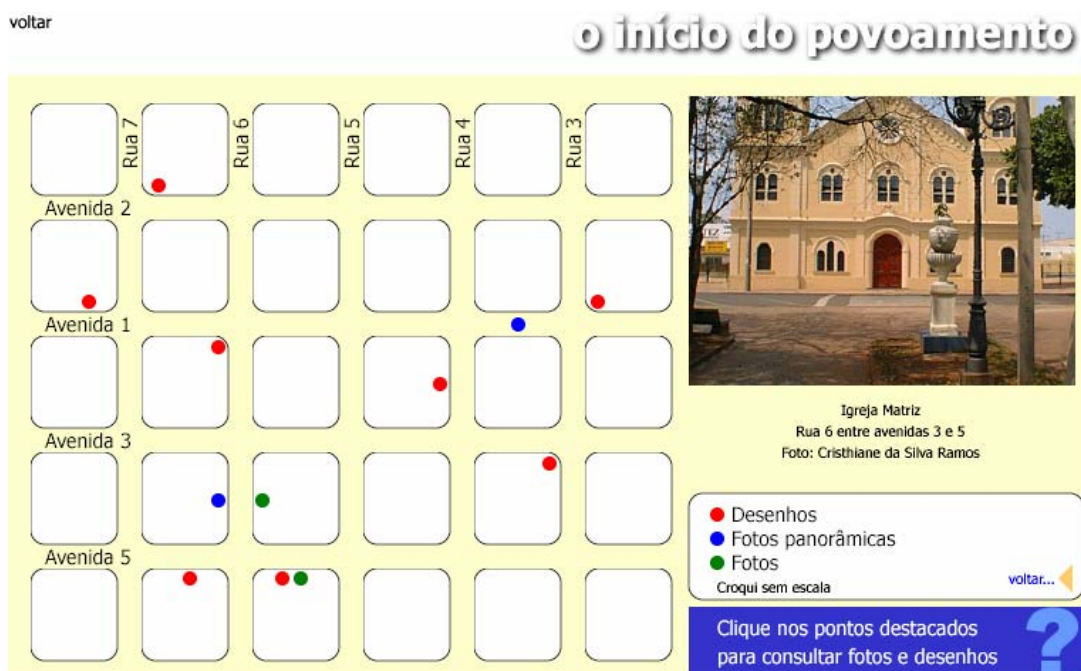 voltar
o início do povoamento
Rua 7
Rua 6
Rua 5
Rua 4
Rua 3
Avenida 2
Avenida 1
Avenida 3
Avenida 5
Igreja Matriz
Rua 6 entre avenidas 3 e 5
Foto: Cristhiane da Silva Ramos
Desenhos
Fotos panorâmicas
Fotos
Croqui sem escala
voltar...
Clique nos pontos destacados
para consultar fotos e desenhos
?